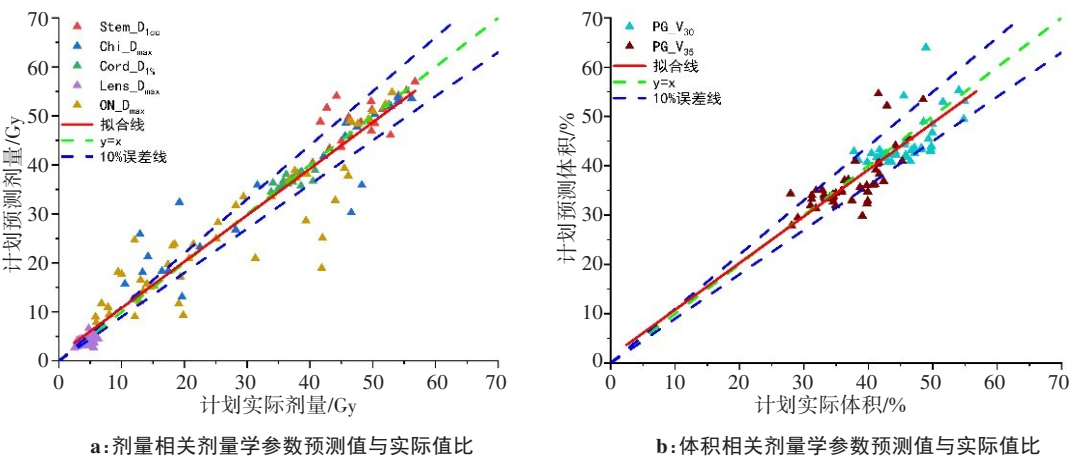 70
60
50
40
30
20
10
0
计划预测剂量/Gy
Stem_D1cc
Chi_Dmax
Cord_D1%
Lens_Dmax
ON_Dmax
拟合线
y=x
10%误差线
0 10 20 30 40 50 60 70
计划实际剂量/Gy
a:剂量相关剂量学参数预测值与实际值比
70
60
50
40
30
20
10
0
计划预测体积/%
PG_V30
PG_V35
拟合线
y=x
10%误差线
0 10 20 30 40 50 60 70
计划实际体积/%
b:体积相关剂量学参数预测值与实际值比